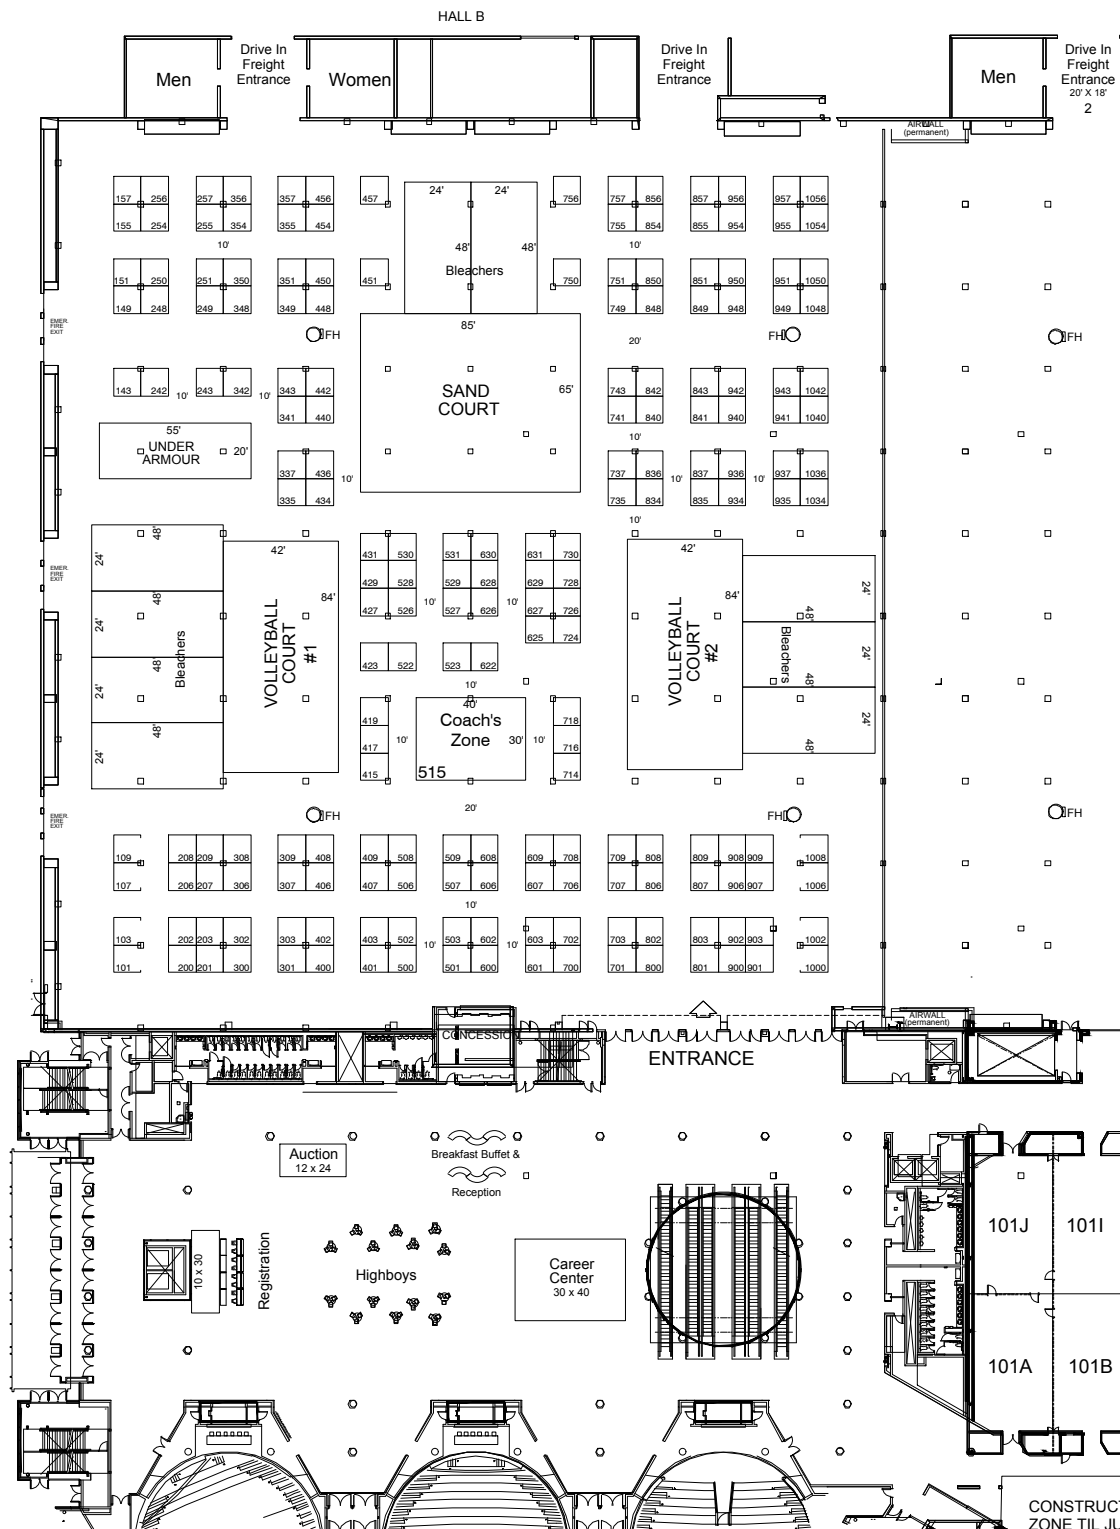 HALL B
Drive In
Freight
Entrance
Drive In
Freight
Entrance
Drive In
Freight
Entrance
20' X 18'
2
Men
Women
Men
AIRWALL
(permanent)
157 256 257 356 357 456 457 756 757 856 857 956 957 1056
155 254 255 354 355 454 755 854 855 954 955 1054
24' 24'
10' 10'
48' 48'
Bleachers
151 250 251 350 351 450 451 750 751 850 851 950 951 1050
149 248 249 348 349 448 749 848 849 948 949 1048
EMER.
FIRE
EXIT
FH
85'
FH
FH
20'
SAND
COURT
65'
143 242 10' 243 342 10' 343 442 743 842 843 942 943 1042
341 440 741 840 841 940 941 1040
55'
UNDER
ARMOUR
20'
10'
337 436 10' 737 836 10' 837 936 10' 937 1036
335 434 735 834 835 934 935 1034
10'
48'
24'
48'
24'
48'
24'
48'
24'
Bleachers
42'
84'
VOLLEYBALL
COURT
#1
EMER.
FIRE
EXIT
431 530 531 630 631 730
429 528 529 628 629 728
427 526 10' 527 626 10' 627 726
625 724
423 522 523 622
10'
40'
Coach's
Zone
30'
515
419 718
417 10' 10' 716
415 714
20'
42'
84'
VOLLEYBALL
COURT
#2
24'
48'
24'
48'
24'
48'
Bleachers
EMER.
FIRE
EXIT
FH
FH
FH
109 208 209 308 309 408 409 508 509 608 609 708 709 808 809 908 909 1008
107 206 207 306 307 406 407 506 507 606 607 706 707 806 807 906 907 1006
10'
103 202 203 302 303 402 403 502 10' 503 602 10' 603 702 703 802 803 902 903 1002
101 200 201 300 301 400 401 500 501 600 601 700 701 800 801 900 901 1000
AIRWALL
(permanent)
CONCESSION
ENTRANCE
Auction
12 x 24
Breakfast Buffet &
Reception
10 x 30
Registration
Highboys
Career
Center
30 x 40
101J 101I
101A 101B
CONSTRUCT
ZONE TIL JU